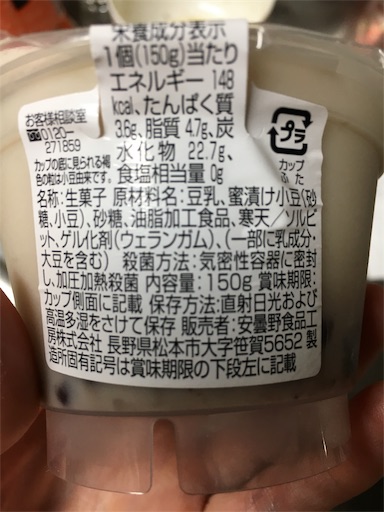 栄養成分表示
1個(150g)当たり
エネルギー 148
kcal、たんぱく質
3.6g、脂質 4.7g、炭
水化物 22.7g、
食塩相当量 0g
お客様相談室
0120-
271859
カップの底に見られる褐
色の粒は小豆由来です。
プラ
カップ
ふた
名称:生菓子 原材料名:豆乳、蜜漬け小豆(砂
糖、小豆)、砂糖、油脂加工食品、寒天/ソルビ
ット、ゲル化剤(ウェランガム)、(一部に乳成分・
大豆を含む) 殺菌方法:気密性容器に密封
し、加圧加熱殺菌 内容量:150g 賞味期限:
カップ側面に記載 保存方法:直射日光および
高温多湿をさけて保存 販売者:安曇野食品工
房株式会社 長野県松本市大字笹賀5652 製
造所固有記号は賞味期限の下段左に記載